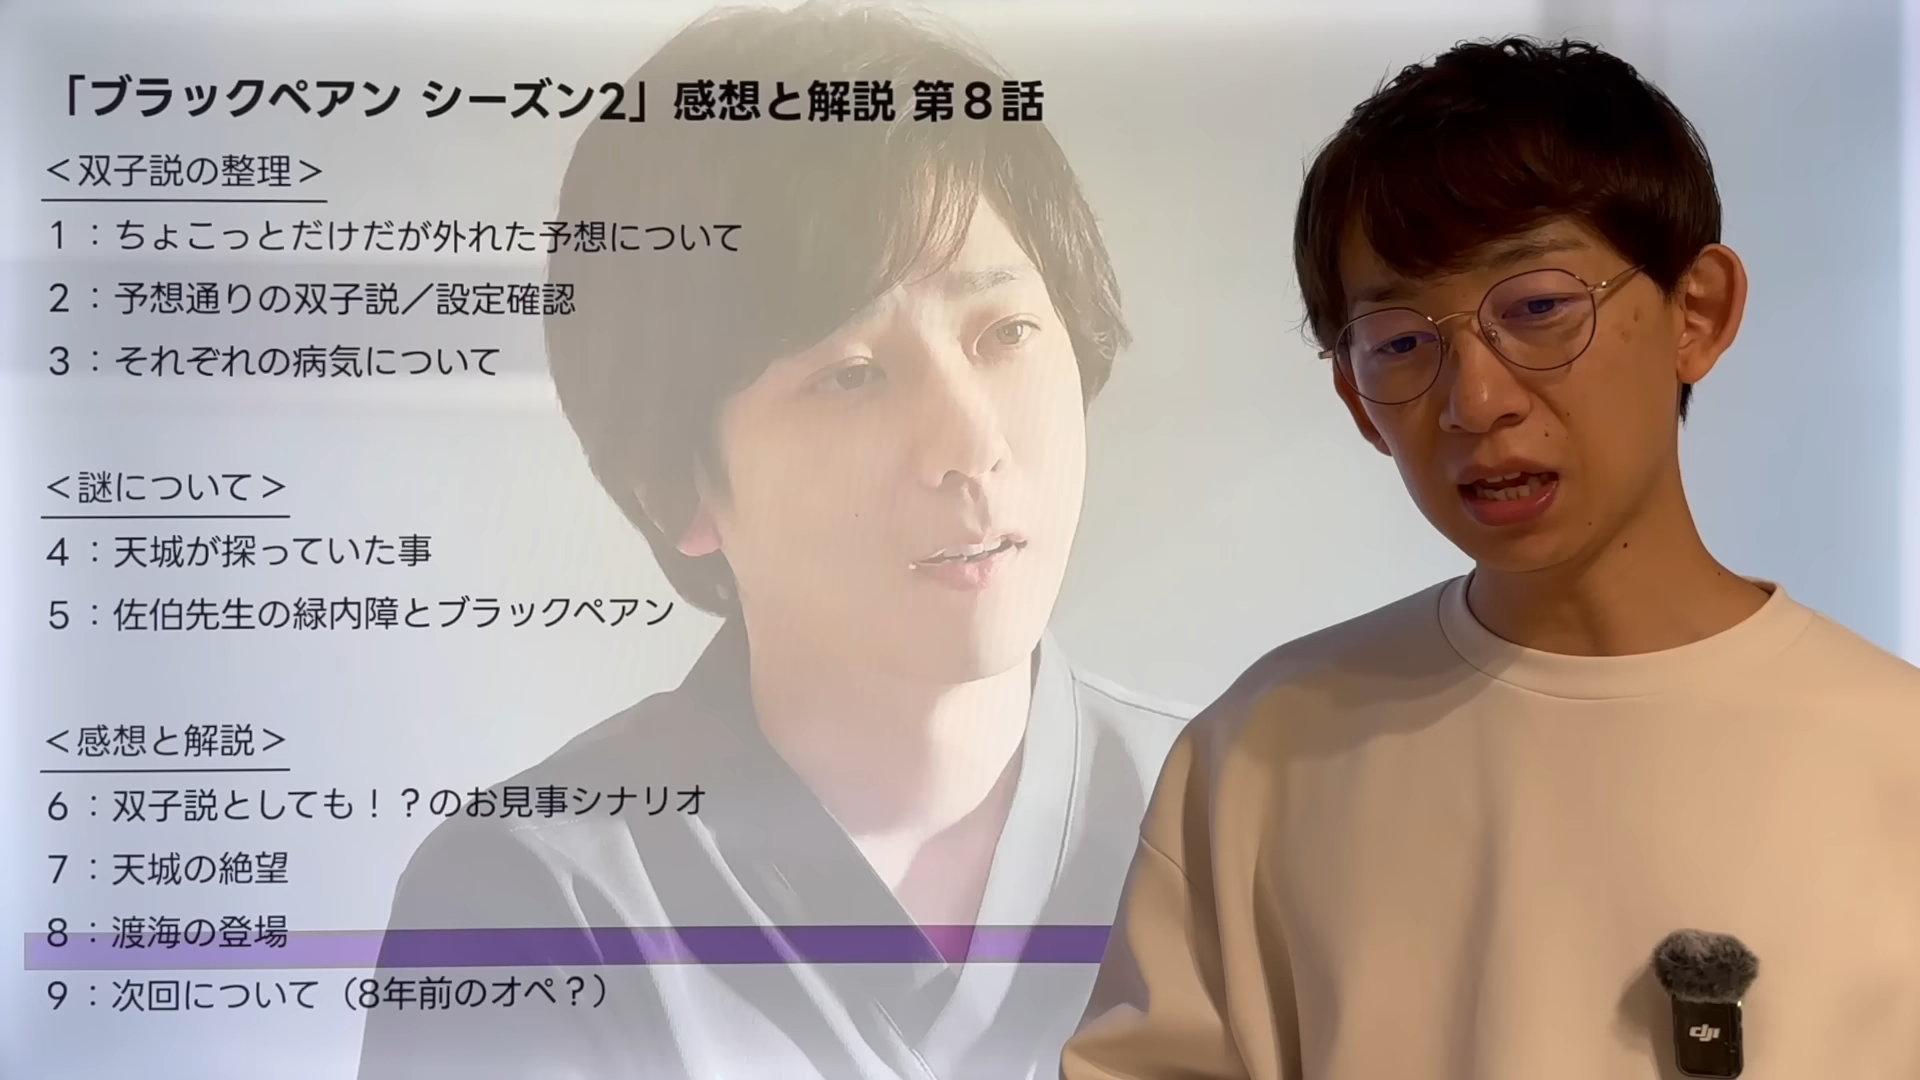 「ブラックペアン シーズン2」感想と解説 第８話
＜双子説の整理＞
1：ちょこっとだけだが外れた予想について
2：予想通りの双子説／設定確認
3：それぞれの病気について
＜謎について＞
4：天城が探っていた事
5：佐伯先生の緑内障とブラックペアン
＜感想と解説＞
6：双子説としても！？のお見事シナリオ
7：天城の絶望
8：渡海の登場
9：次回について（8年前のオペ？）
dji